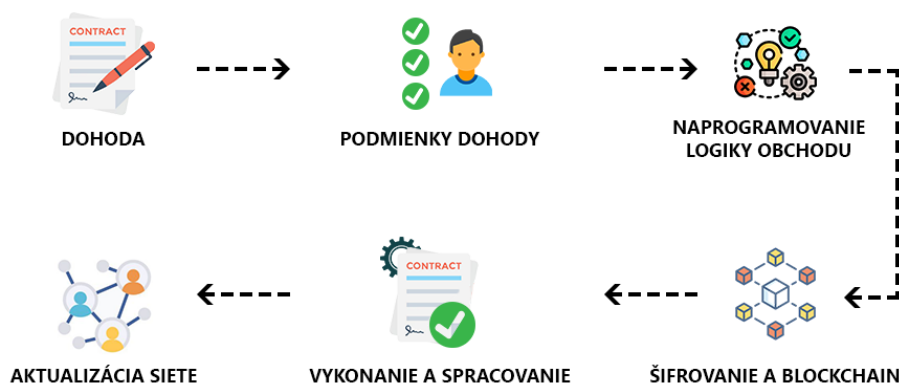 CONTRACT
DOHODA
PODMIENKY DOHODY
NAPROGRAMOVANIE
LOGIKY OBCHODU
ŠIFROVANIE A BLOCKCHAIN
CONTRACT
VYKONANIE A SPRACOVANIE
AKTUALIZÁCIA SIETE